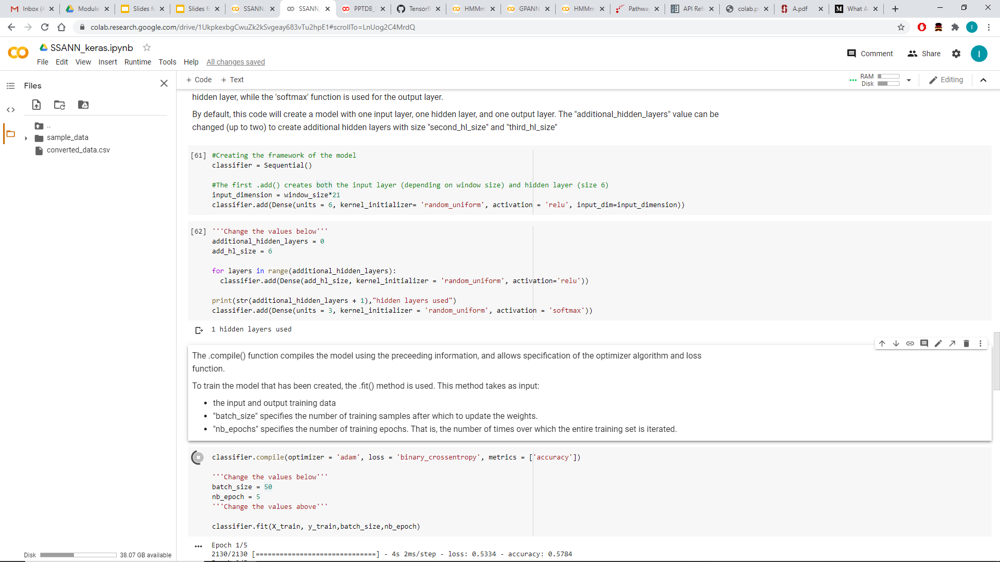 Inbox (4
Module
Slides fo
Slides fo
SSANN
SSANN_
PPTDB_
Tensorfl
HMMm
GPANN
HMMm
Pathwa
API Ref
colab.p
A.pdf
What A
colab.research.google.com/drive/1UkpkexbgCwuZk2kSvgeay683vTu2hpE1#scrollTo=LnUog2C4MrdQ
I
SSANN_keras.ipynb
File Edit View Insert Runtime Tools Help All changes saved
Comment Share I
Files
+ Code + Text
RAM
Disk
Editing
..
sample_data
converted_data.csv
hidden layer, while the 'softmax' function is used for the output layer.
By default, this code will create a model with one input layer, one hidden layer, and one output layer. The "additional_hidden_layers" value can be
changed (up to two) to create additional hidden layers with size "second_hl_size" and "third_hl_size"
[61] #Creating the framework of the model
classifier = Sequential()
#The first .add() creates both the input layer (depending on window size) and hidden layer (size 6)
input_dimension = window_size*21
classifier.add(Dense(units = 6, kernel_initializer= 'random_uniform', activation = 'relu', input_dim=input_dimension))
[62] '''Change the values below'''
additional_hidden_layers = 0
add_hl_size = 6
for layers in range(additional_hidden_layers):
classifier.add(Dense(add_hl_size, kernel_initializer = 'random_uniform', activation='relu'))
print(str(additional_hidden_layers + 1),"hidden layers used")
classifier.add(Dense(units = 3, kernel_initializer = 'random_uniform', activation = 'softmax'))
1 hidden layers used
The .compile() function compiles the model using the preceeding information, and allows specification of the optimizer algorithm and loss
function.
To train the model that has been created, the .fit() method is used. This method takes as input:
• the input and output training data
• "batch_size" specifies the number of training samples after which to update the weights.
• "nb_epochs" specifies the number of training epochs. That is, the number of times over which the entire training set is iterated.
classifier.compile(optimizer = 'adam', loss = 'binary_crossentropy', metrics = ['accuracy'])
'''Change the values below'''
batch_size = 50
nb_epoch = 5
'''Change the values above'''
classifier.fit(X_train, y_train,batch_size,nb_epoch)
Epoch 1/5
2130/2130 [==============================] - 4s 2ms/step - loss: 0.5334 - accuracy: 0.5784
Disk 38.07 GB available